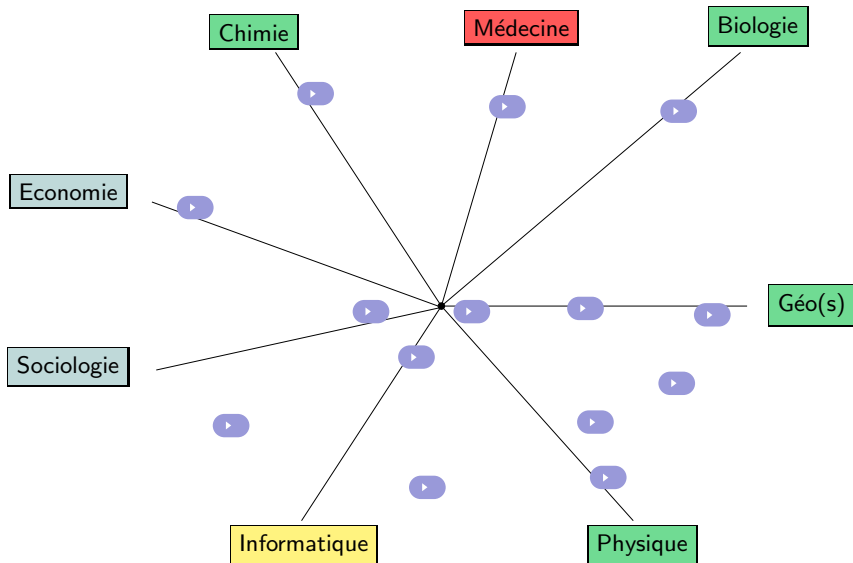 Chimie
Médecine
Biologie
Economie
Géo(s)
Sociologie
Informatique
Physique